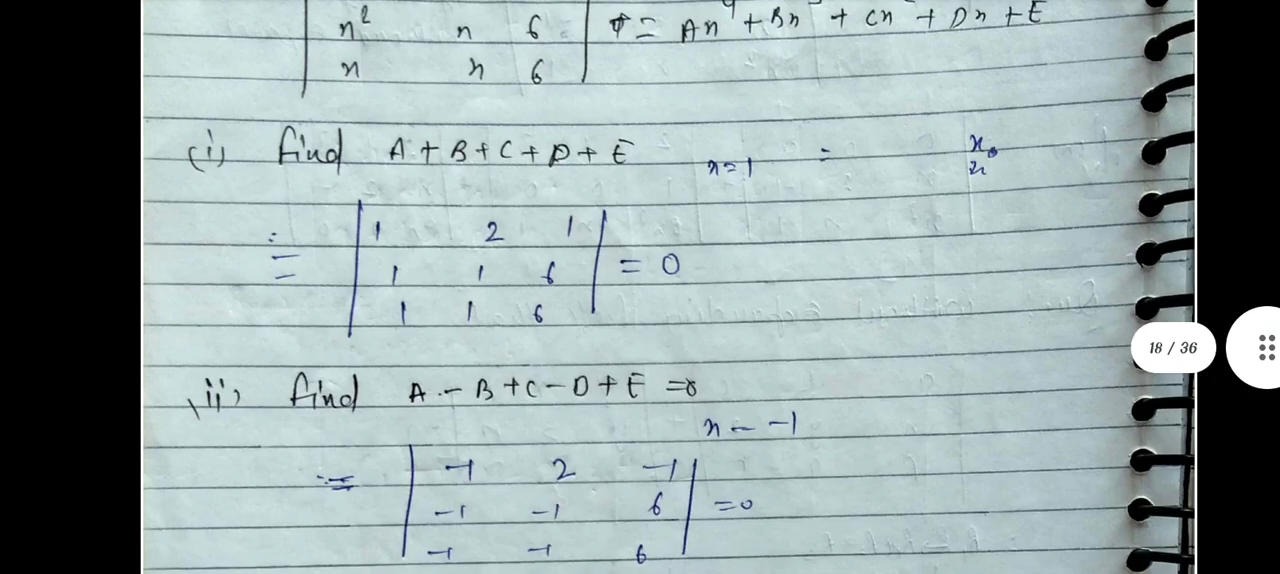 n² n 6 = An⁴ + Bn³ + Cn² + Dn + E
n n 6
(i) find A + B + C + D + E n=1 =
1 2 1
= 1 1 6 = 0
1 1 6
18 / 36
(ii) find A - B + C - D + E =
n = -1
-1 2 -1
= -1 -1 6 =0
-1 -1 6